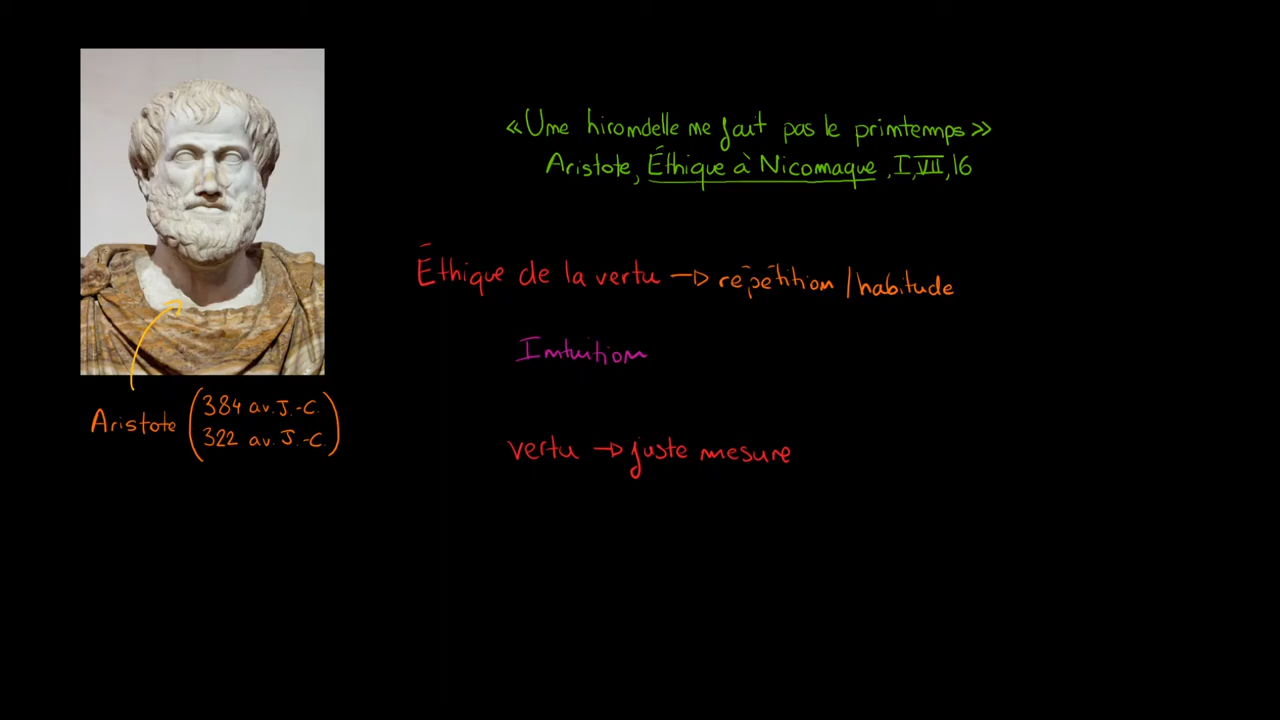 «Une hirondelle ne fait pas le printemps»
Aristote, Éthique à Nicomaque, I, VII, 16
Éthique de la vertu → répétition / habitude
Intuition
vertu → juste mesure
Aristote (384 av. J.-C.
322 av. J.-C.)